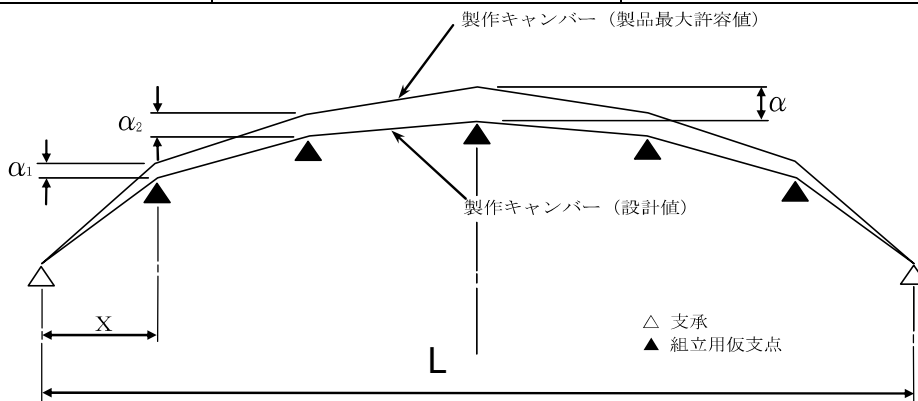 製作キャンバー（製品最大許容値）
α
α2
α1
製作キャンバー（設計値）
X
△ 支承
▲ 組立用仮支点
L